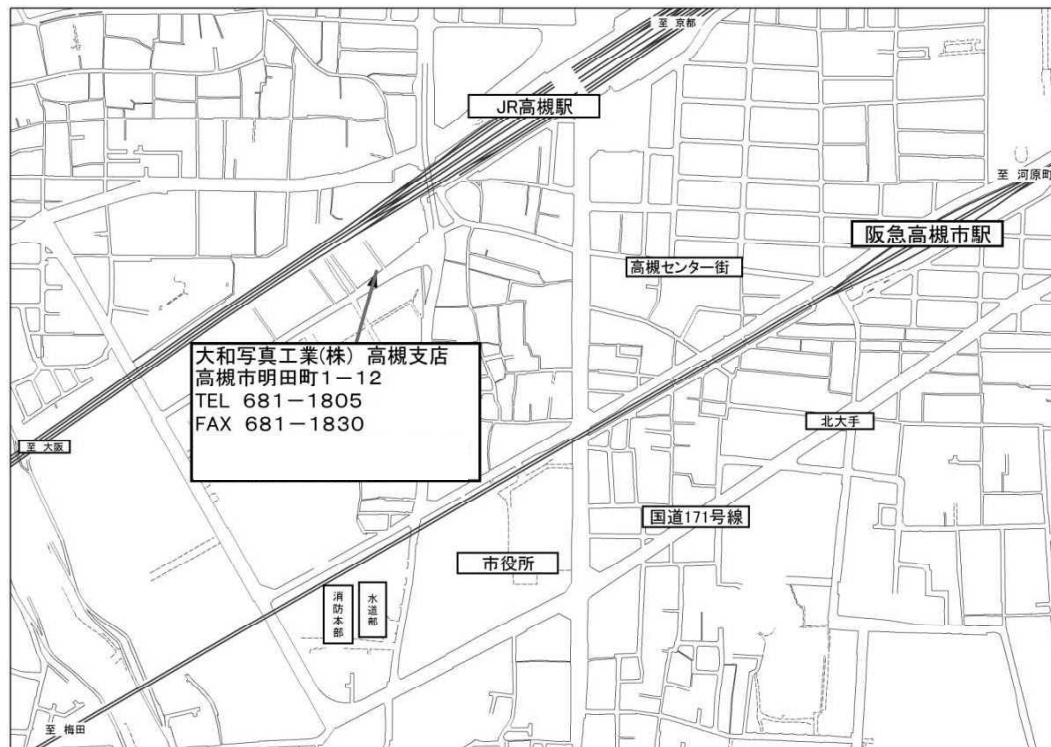 至 京都
JR高槻駅
至 河原町
阪急高槻市駅
高槻センター街
大和写真工業(株) 高槻支店
高槻市明田町1-12
TEL 681-1805
FAX 681-1830
北大手
至 大阪
国道171号線
市役所
消防本部
水道部
至 梅田